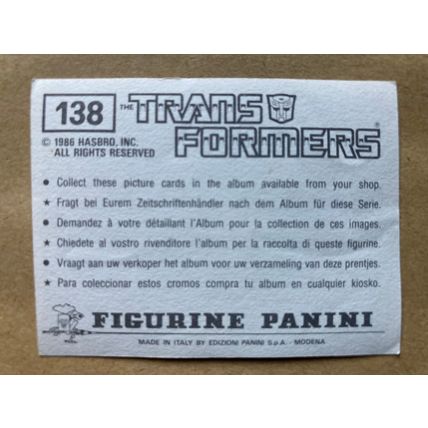 138
THE TRANS
FORMERS
®
© 1986 HASBRO, INC.
ALL RIGHTS RESERVED
● Collect these picture cards in the album available from your shop.
★ Fragt bei Eurem Zeitschriftenhändler nach dem Album für diese Serie.
● Demandez à votre détaillant l'Album pour la collection de ces images.
★ Chiedete al vostro rivenditore l'album per la raccolta di queste figurine.
● Vraagt aan uw verkoper het album voor uw verzameling van deze prentjes.
★ Para coleccionar estos cromos compra tu album en cualquier kiosko.
FIGURINE PANINI
MADE IN ITALY BY EDIZIONI PANINI S.p.A. - MODENA